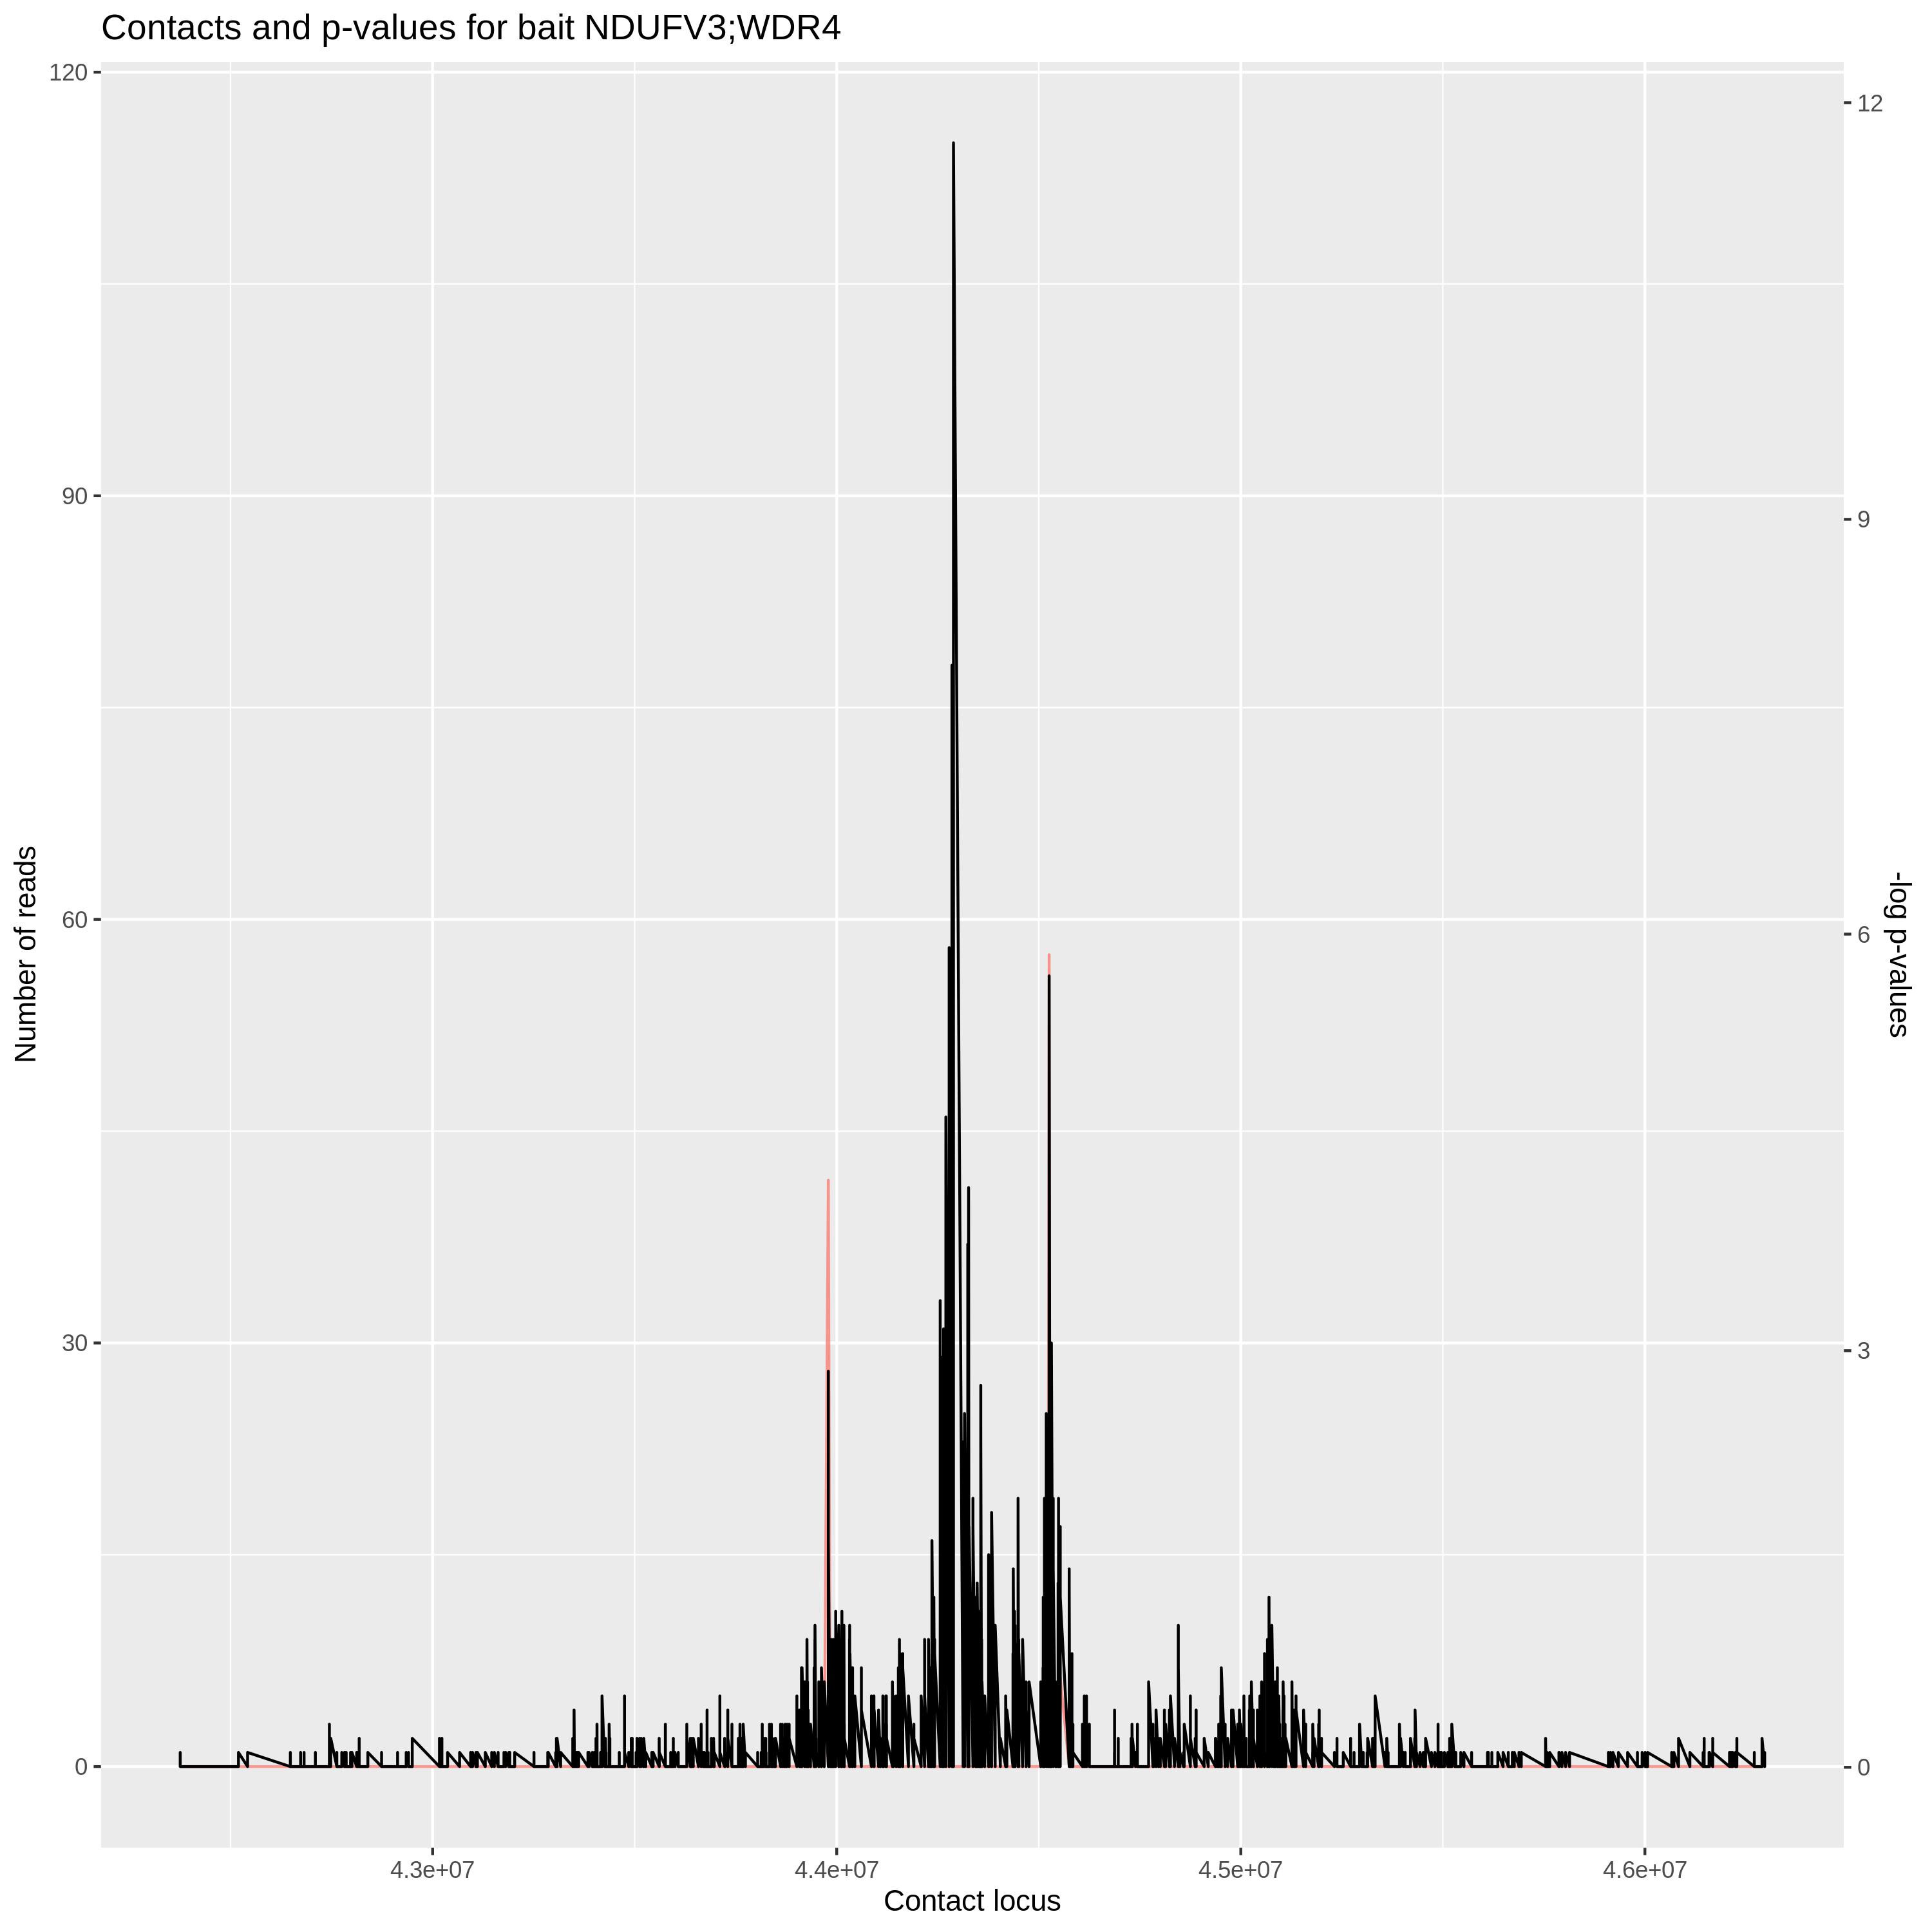 Contacts and p-values for bait NDUFV3;WDR4
120
90
60
30
0
Number of reads
12
9
6
3
0
-log p-values
4.3e+07
4.4e+07
4.5e+07
4.6e+07
Contact locus